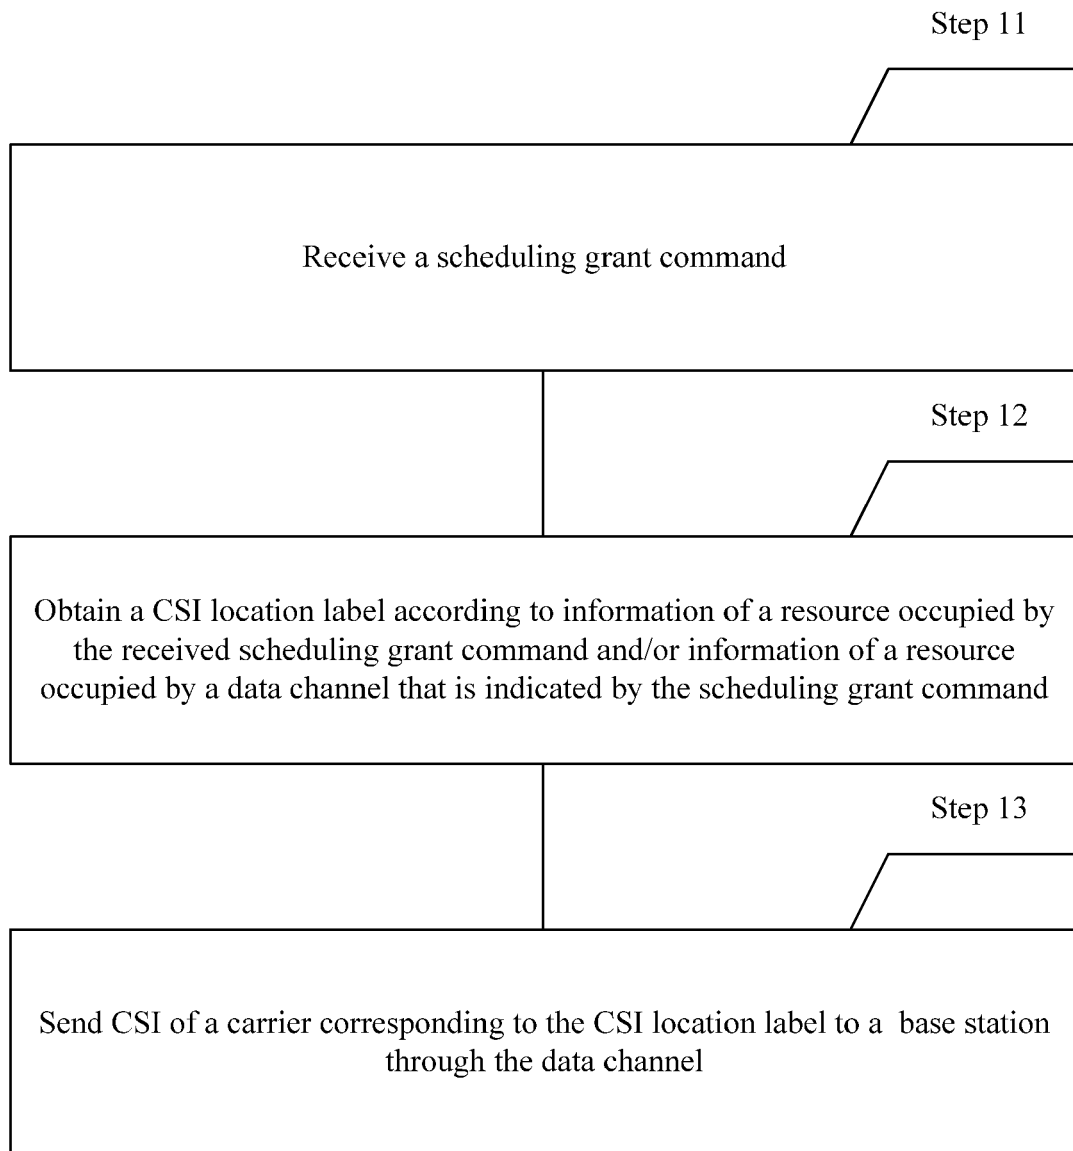 Step 11
Receive a scheduling grant command
Step 12
Obtain a CSI location label according to information of a resource occupied by
the received scheduling grant command and/or information of a resource
occupied by a data channel that is indicated by the scheduling grant command
Step 13
Send CSI of a carrier corresponding to the CSI location label to a base station
through the data channel